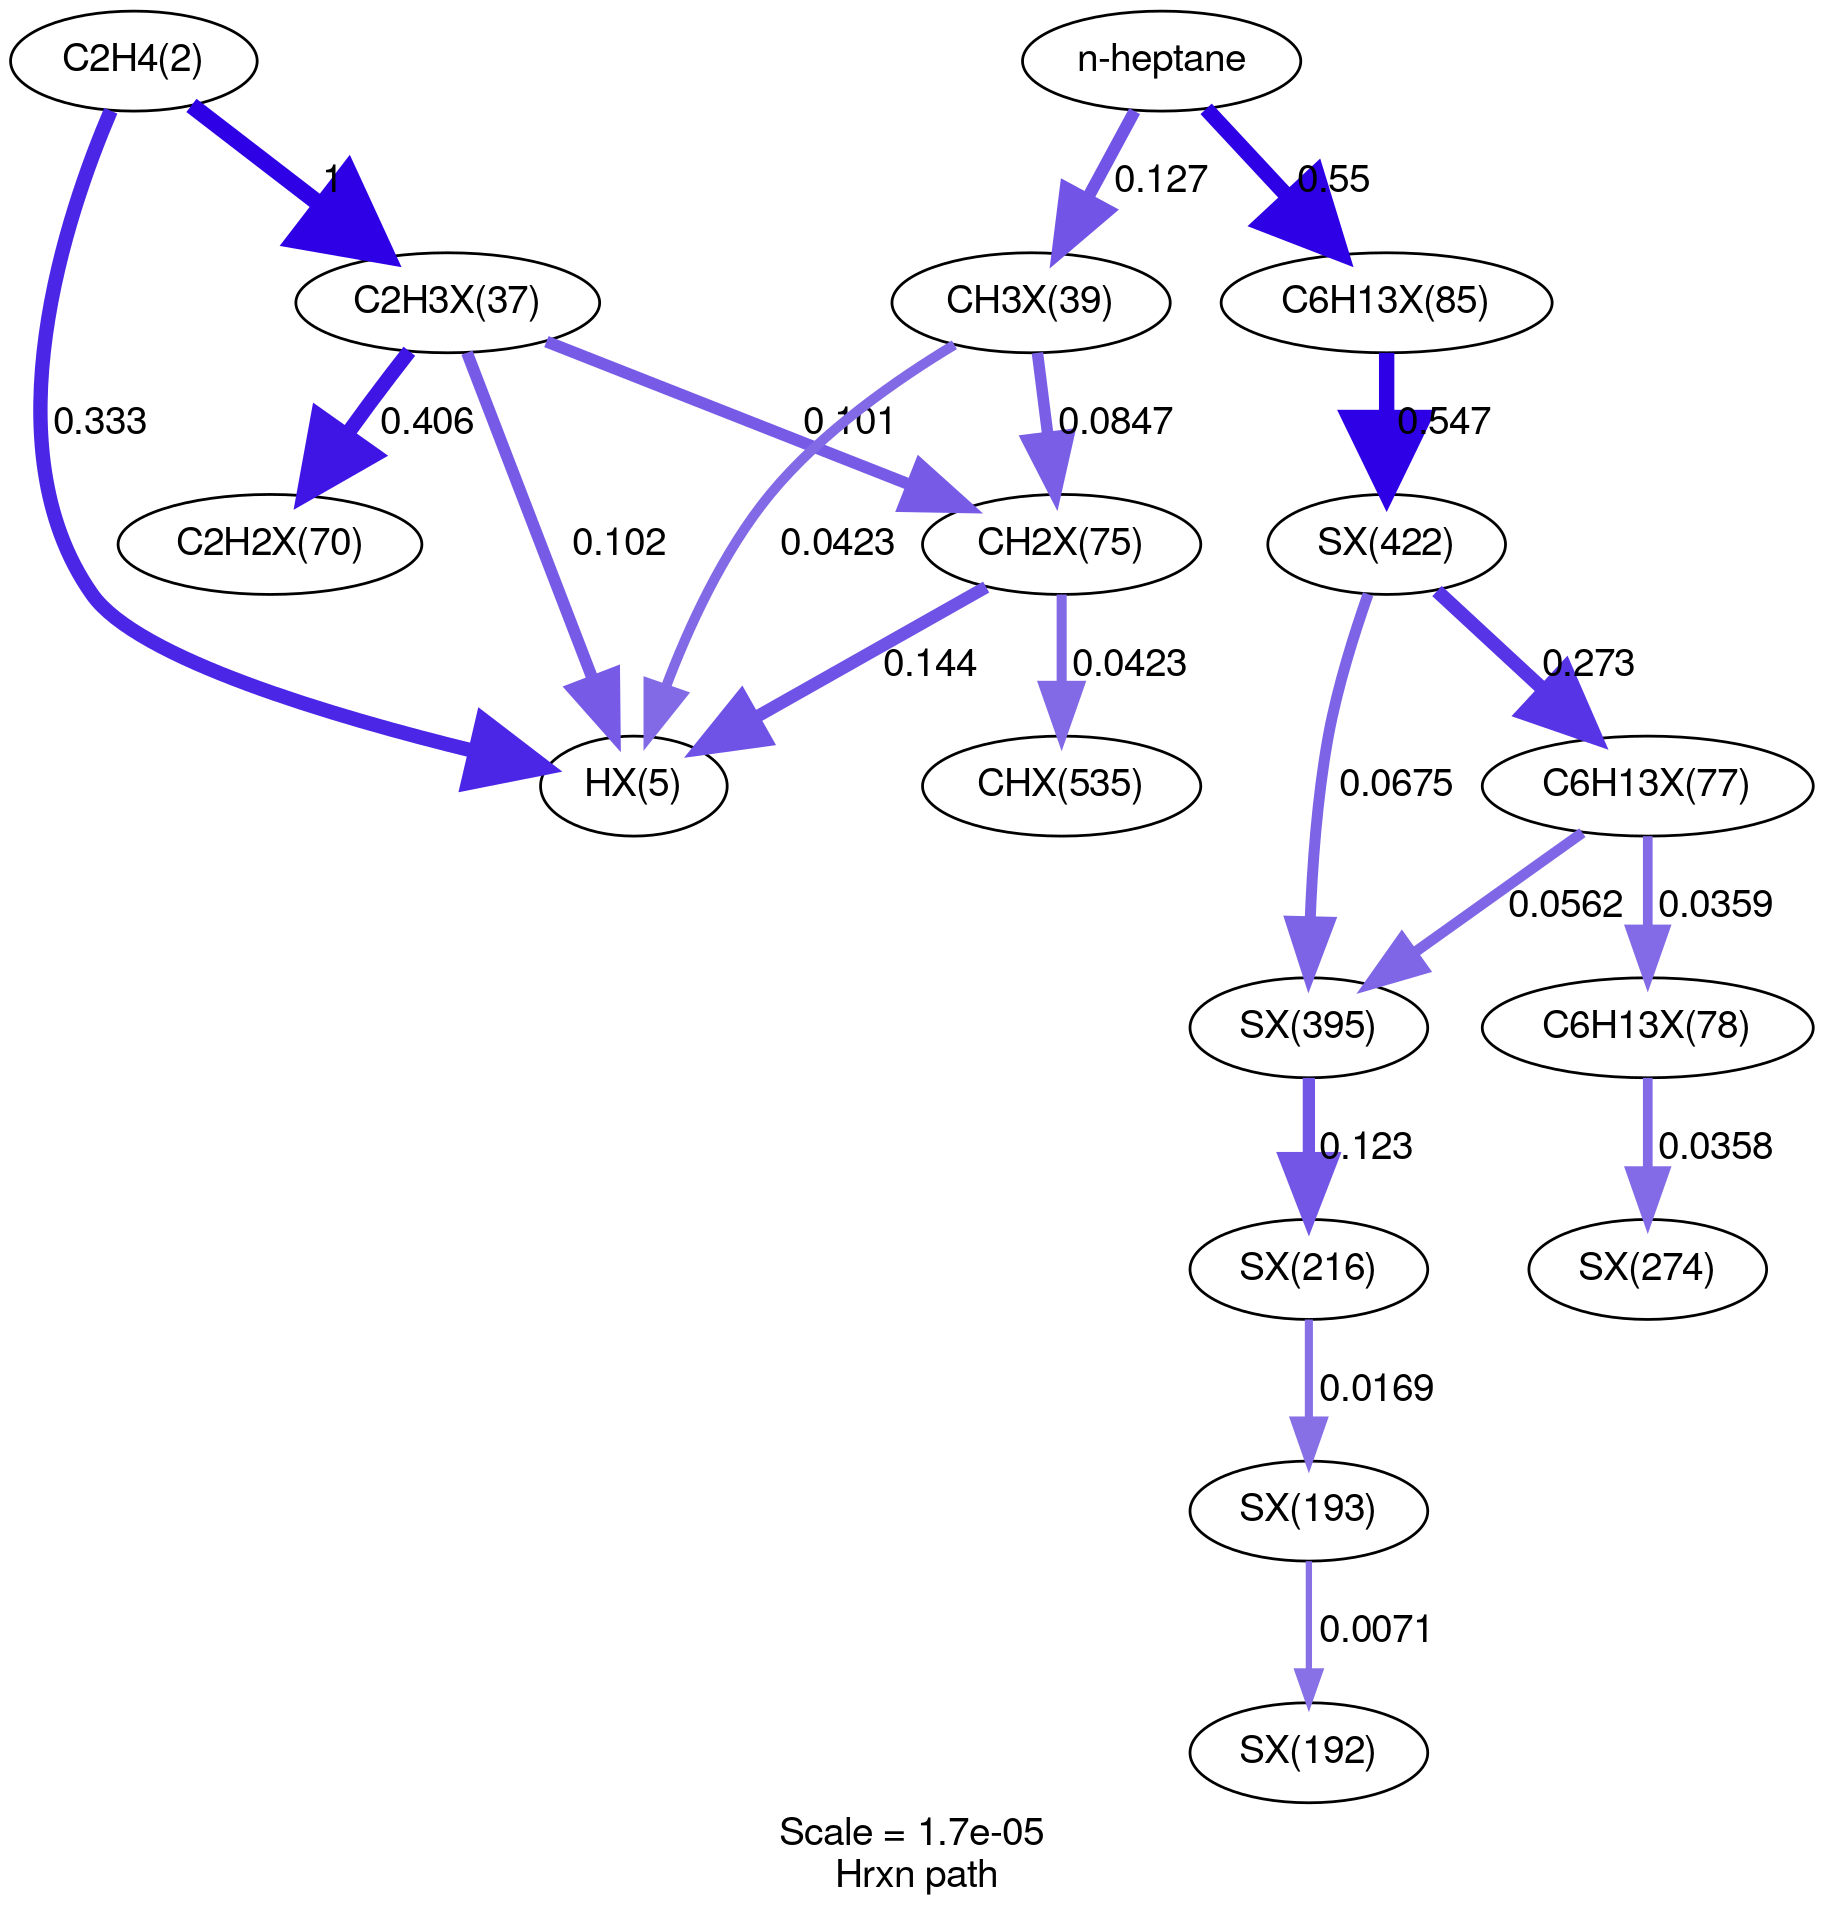 C2H4(2)
n-heptane
1
0.127
0.55
C2H3X(37)
CH3X(39)
C6H13X(85)
0.333
0.406
0.101
0.0847
0.547
C2H2X(70)
0.102
0.0423
CH2X(75)
SX(422)
0.144
0.0423
0.273
HX(5)
CHX(535)
0.0675
C6H13X(77)
0.0562
0.0359
SX(395)
C6H13X(78)
0.123
0.0358
SX(216)
SX(274)
0.0169
SX(193)
0.0071
SX(192)
Scale = 1.7e-05
Hrxn path